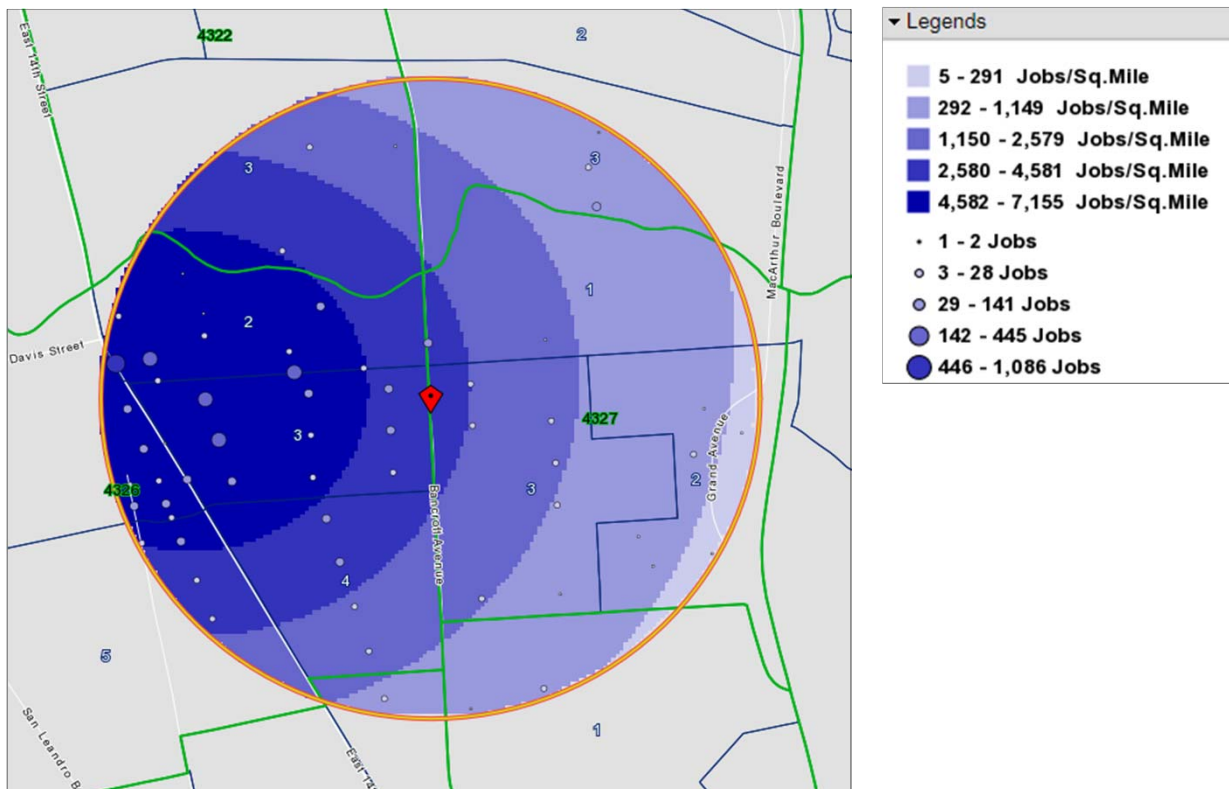 East 14th Street
4322
2
3
3
MacArthur Boulevard
1
2
Davis Street
4327
3
Grand Avenue
2
4326
3
Bancroft Avenue
4
5
San Leandro B
1
East 14
Legends
5 - 291 Jobs/Sq.Mile
292 - 1,149 Jobs/Sq.Mile
1,150 - 2,579 Jobs/Sq.Mile
2,580 - 4,581 Jobs/Sq.Mile
4,582 - 7,155 Jobs/Sq.Mile
1 - 2 Jobs
3 - 28 Jobs
29 - 141 Jobs
142 - 445 Jobs
446 - 1,086 Jobs